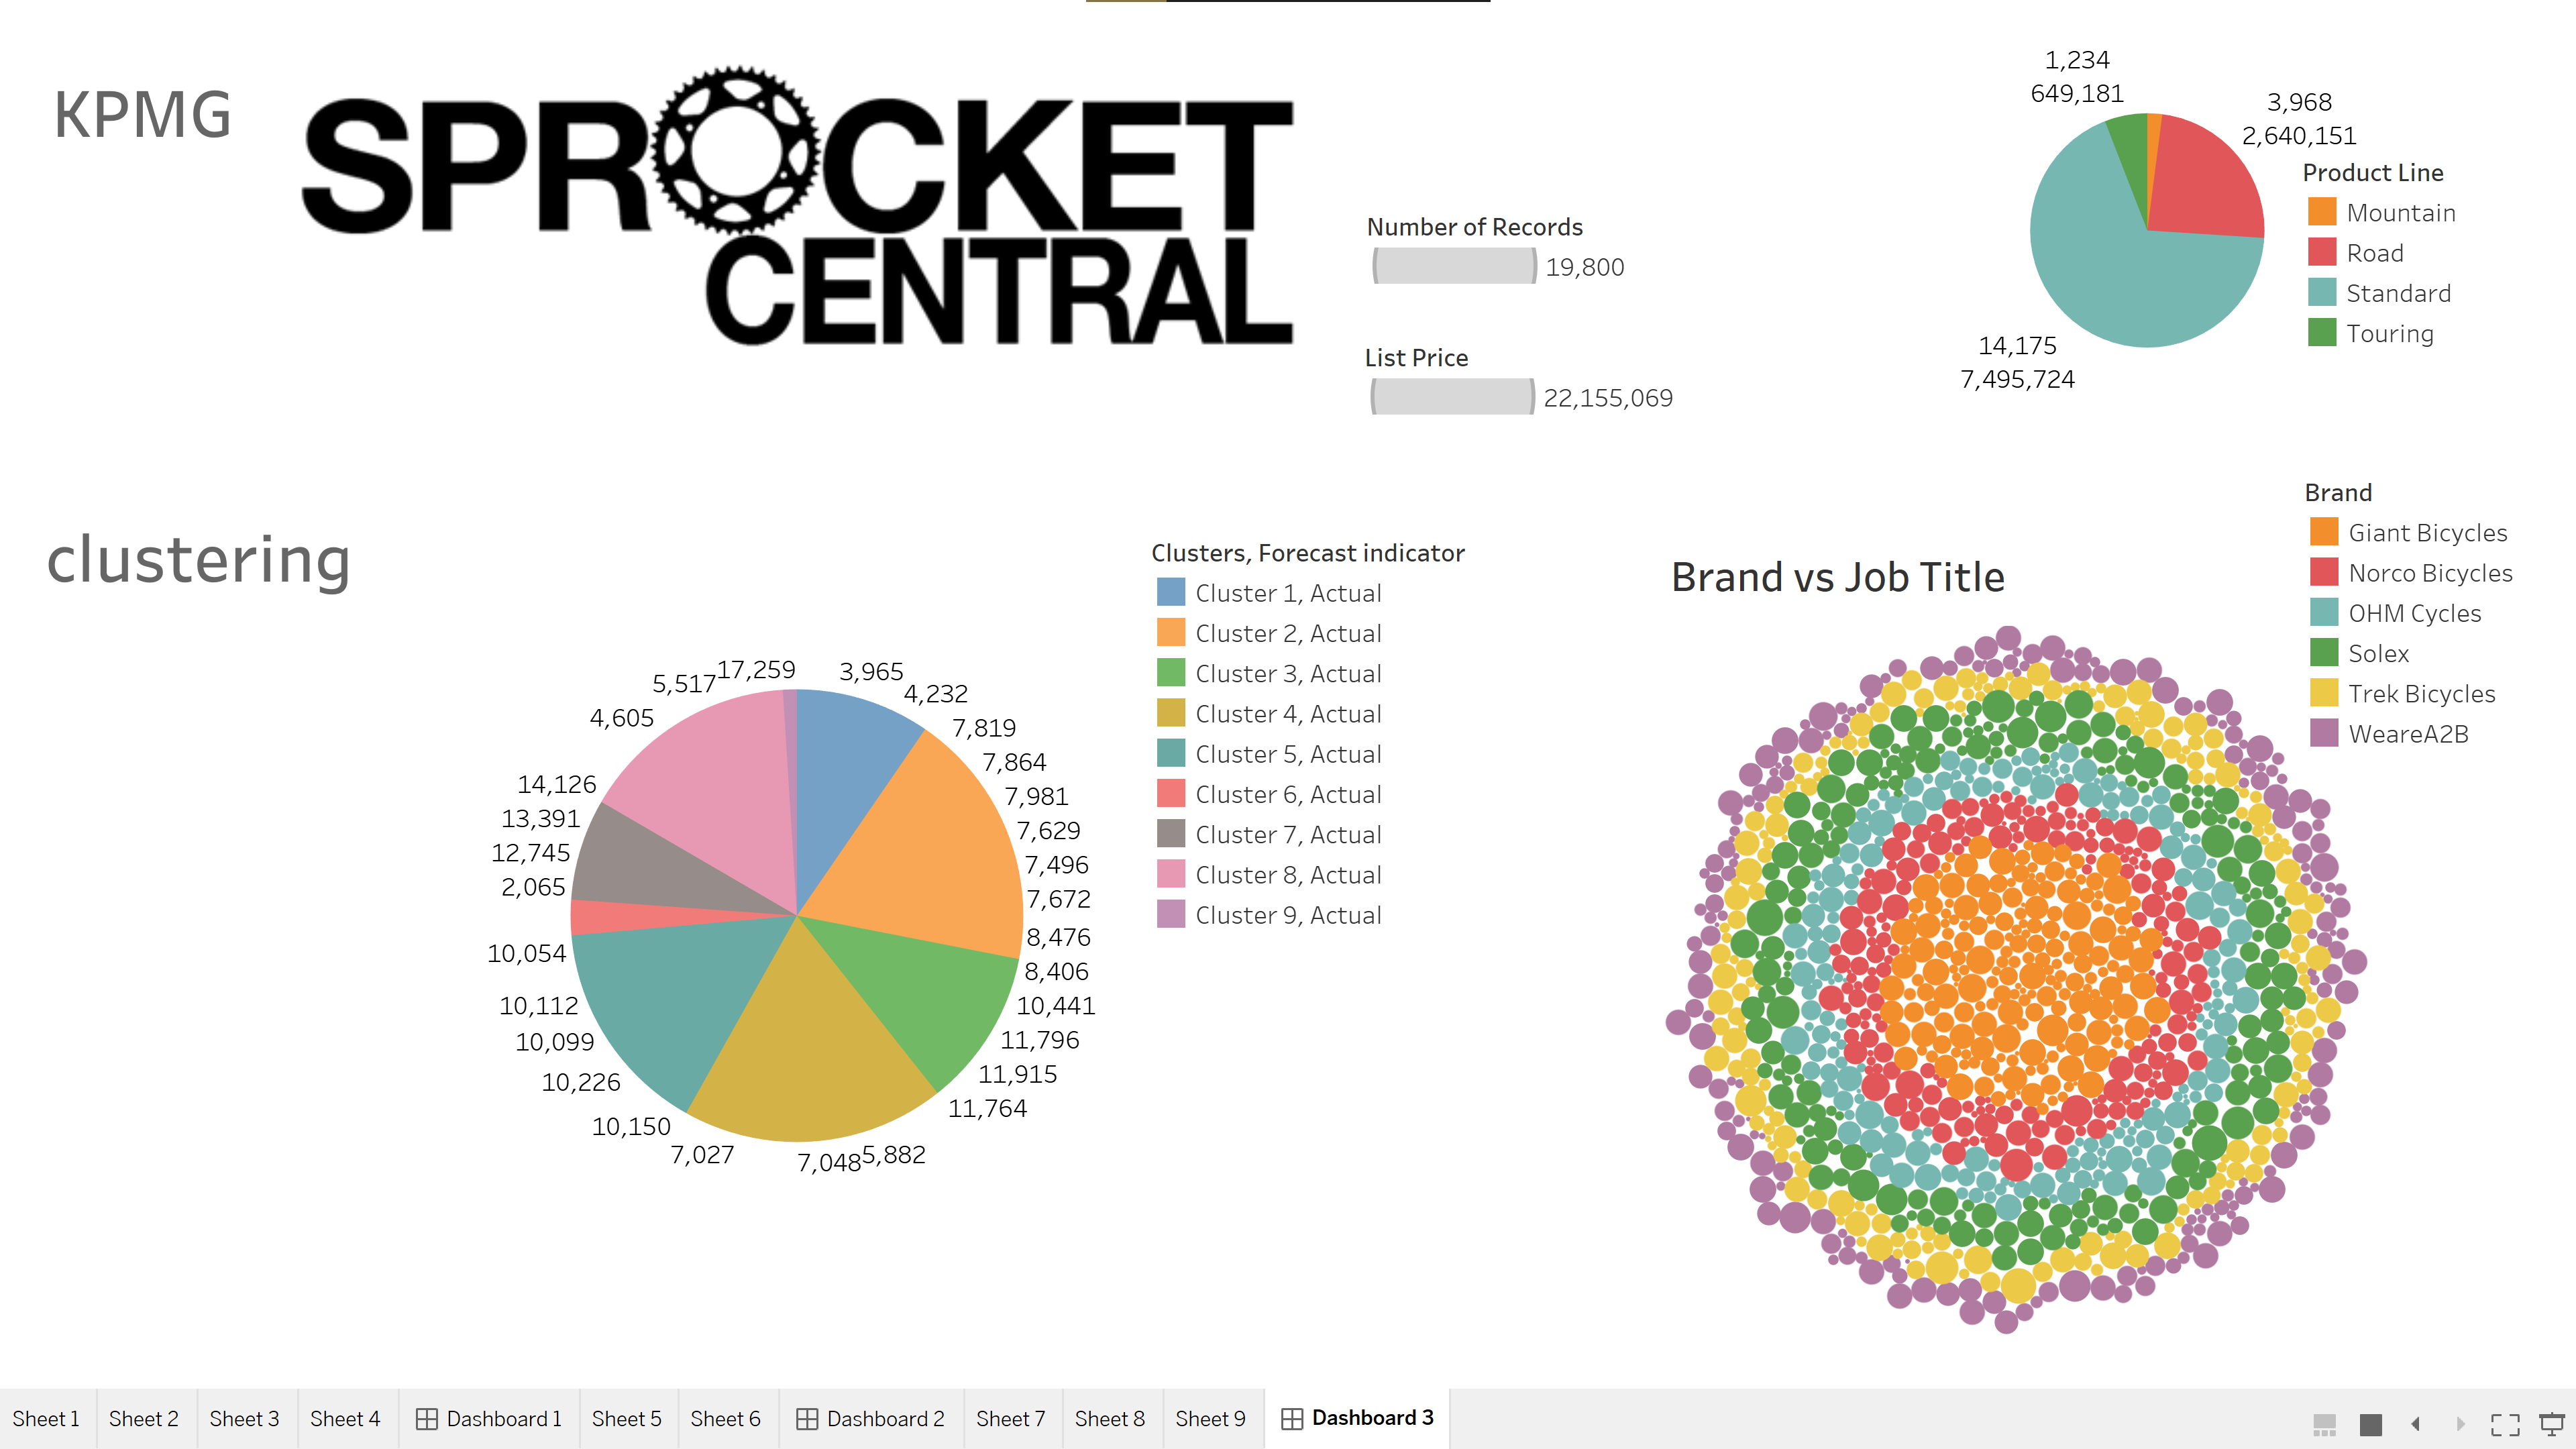 KPMG
SPROCKET
CENTRAL
Number of Records
19,800
List Price
22,155,069
1,234
649,181
3,968
2,640,151
14,175
7,495,724
Product Line
Mountain
Road
Standard
Touring
clustering
17,259
5,517
4,605
14,126
13,391
12,745
2,065
10,054
10,112
10,099
10,226
10,150
7,027
7,048
5,882
3,965
4,232
7,819
7,864
7,981
7,629
7,496
7,672
8,476
8,406
10,441
11,796
11,915
11,764
Clusters, Forecast indicator
Cluster 1, Actual
Cluster 2, Actual
Cluster 3, Actual
Cluster 4, Actual
Cluster 5, Actual
Cluster 6, Actual
Cluster 7, Actual
Cluster 8, Actual
Cluster 9, Actual
Brand vs Job Title
Brand
Giant Bicycles
Norco Bicycles
OHM Cycles
Solex
Trek Bicycles
WeareA2B
Sheet 1 Sheet 2 Sheet 3 Sheet 4 Dashboard 1 Sheet 5 Sheet 6 Dashboard 2 Sheet 7 Sheet 8 Sheet 9 Dashboard 3